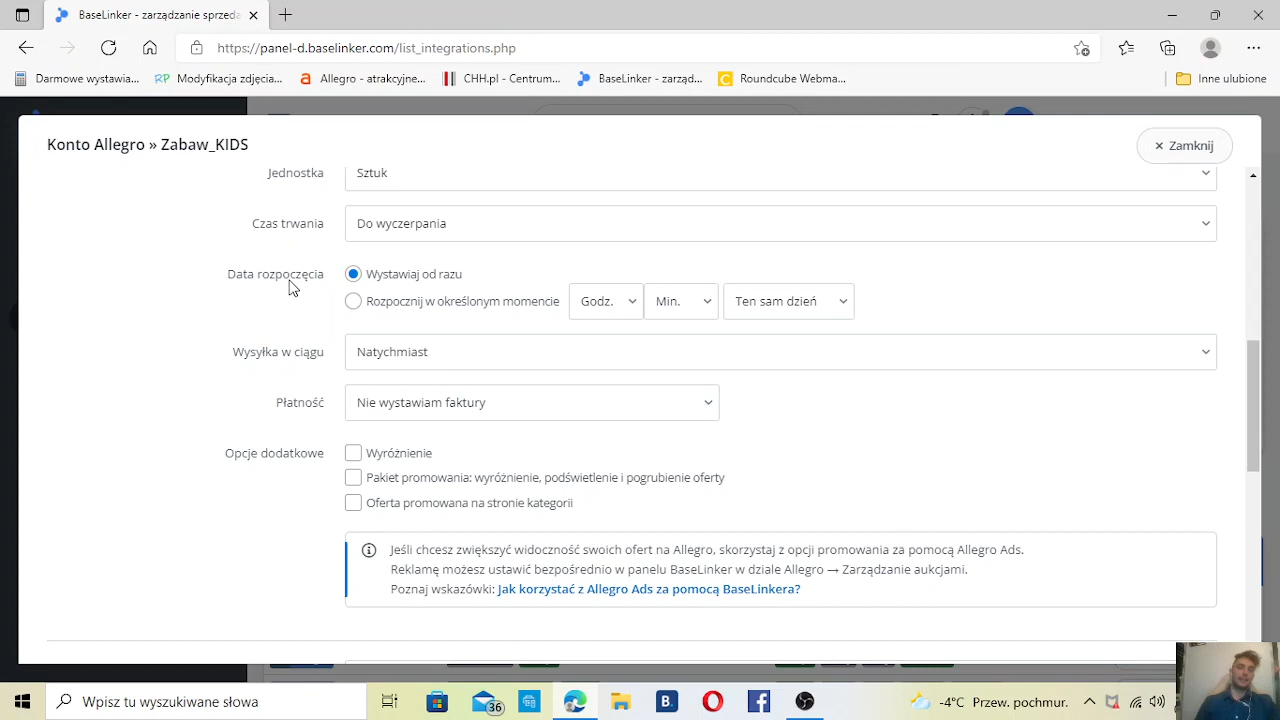 BaseLinker - zarządzanie sprzeda
https://panel-d.baselinker.com/list_integrations.php
Darmowe wystawia...
RP Modyfikacja zdjęcie...
a Allegro - atrakcyjne...
CHH.pl - Centrum...
BaseLinker - zarząd...
C Roundcube Webma...
Inne ulubione
Konto Allegro » Zabaw_KIDS
× Zamknij
Jednostka Sztuk
Czas trwania Do wyczerpania
Data rozpoczęcia Wystawiaj od razu
Rozpocznij w określonym momencie Godz. Min. Ten sam dzień
Wysyłka w ciągu Natychmiast
Płatność Nie wystawiam faktury
Opcje dodatkowe Wyróżnienie
Pakiet promowania: wyróżnienie, podświetlenie i pogrubienie oferty
Oferta promowana na stronie kategorii
Jeśli chcesz zwiększyć widoczność swoich ofert na Allegro, skorzystaj z opcji promowania za pomocą Allegro Ads.
Reklamę możesz ustawić bezpośrednio w panelu BaseLinker w dziale Allegro → Zarządzanie aukcjami.
Poznaj wskazówki: Jak korzystać z Allegro Ads za pomocą BaseLinkera?
Wpisz tu wyszukiwane słowa
36
B.
-4°C Przew. pochmur.